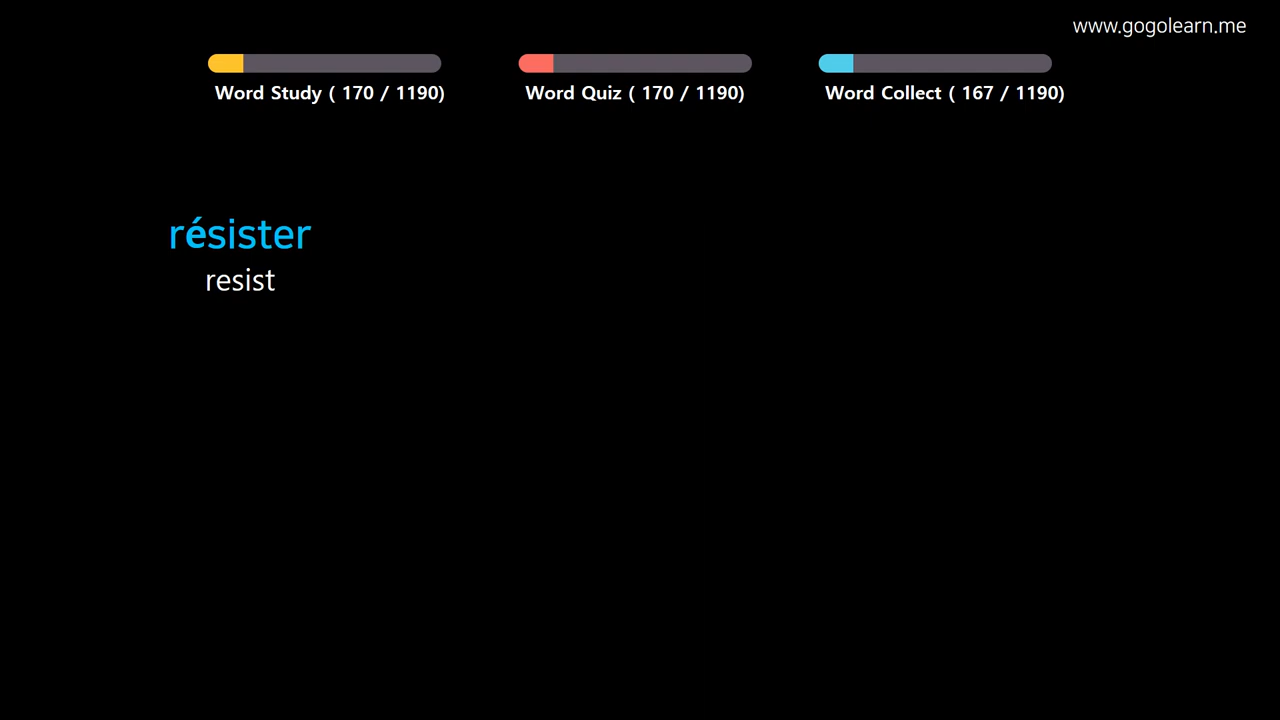 www.gogolearn.me
Word Study ( 170 / 1190)
Word Quiz ( 170 / 1190)
Word Collect ( 167 / 1190)
résister
resist